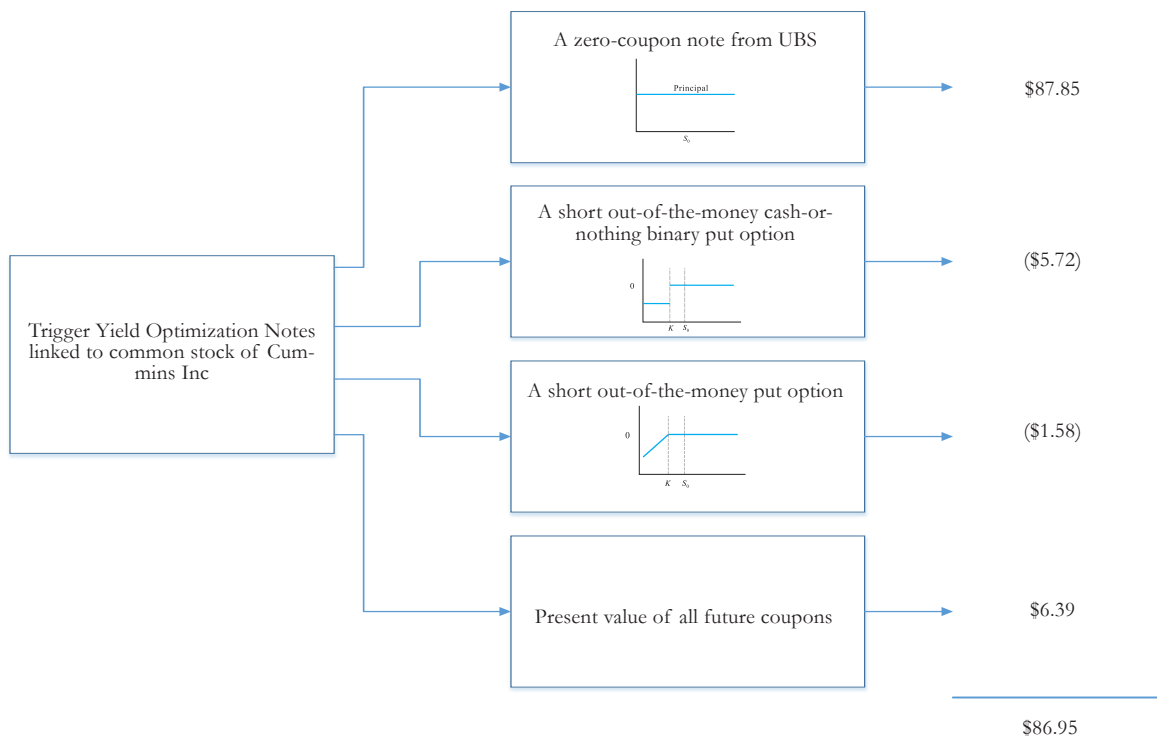 A zero-coupon note from UBS
Principal
S0
$87.85
A short out-of-the-money cash-or-
nothing binary put option
0
K S0
($5.72)
Trigger Yield Optimization Notes
linked to common stock of Cum-
mins Inc
A short out-of-the-money put option
0
K S0
($1.58)
Present value of all future coupons
$6.39
$86.95